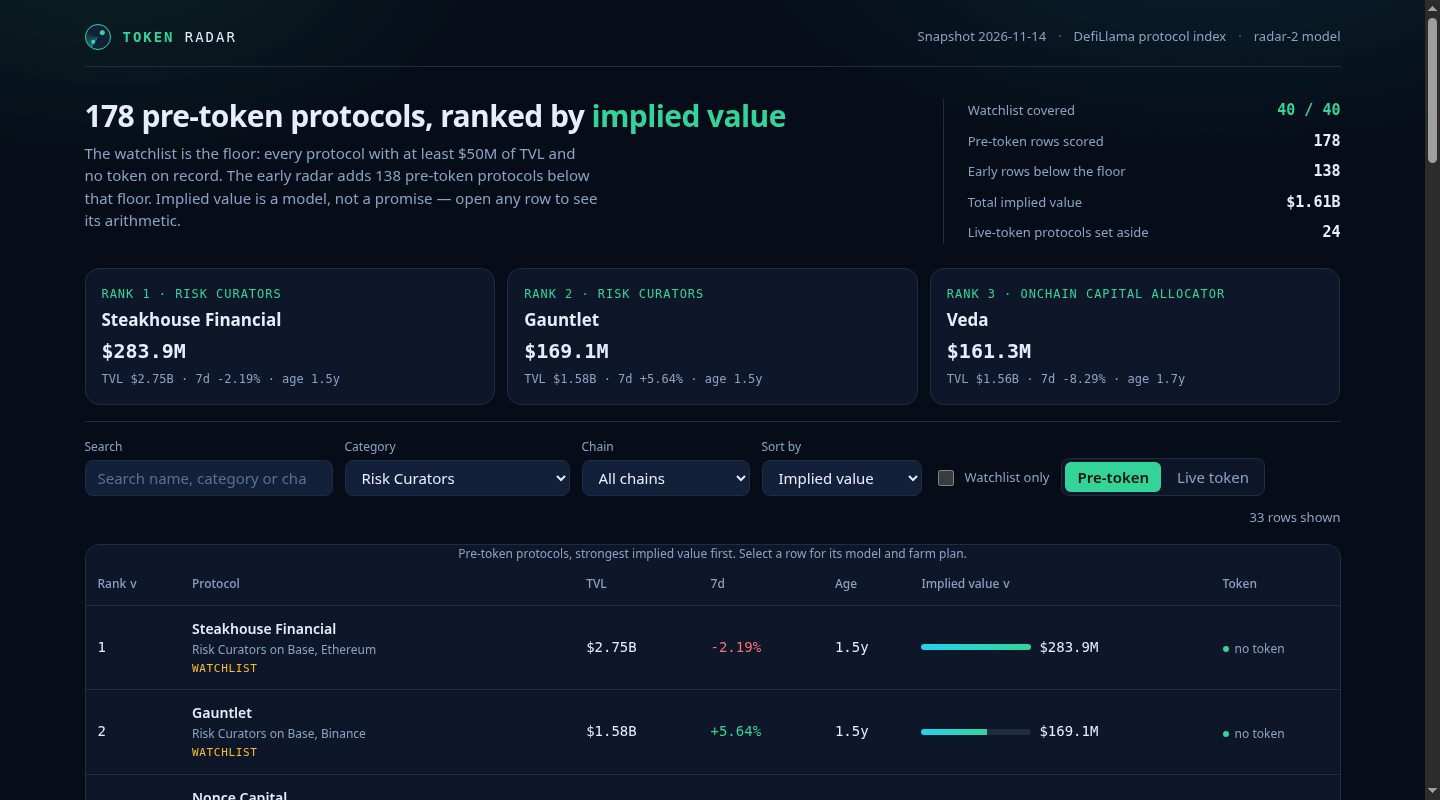 TOKEN RADAR
Snapshot 2026-11-14 · DefiLlama protocol index · radar-2 model
178 pre-token protocols, ranked by implied value
The watchlist is the floor: every protocol with at least $50M of TVL and
no token on record. The early radar adds 138 pre-token protocols below
that floor. Implied value is a model, not a promise — open any row to see
its arithmetic.
Watchlist covered 40 / 40
Pre-token rows scored 178
Early rows below the floor 138
Total implied value $1.61B
Live-token protocols set aside 24
RANK 1 · RISK CURATORS
Steakhouse Financial
$283.9M
TVL $2.75B · 7d -2.19% · age 1.5y
RANK 2 · RISK CURATORS
Gauntlet
$169.1M
TVL $1.58B · 7d +5.64% · age 1.5y
RANK 3 · ONCHAIN CAPITAL ALLOCATOR
Veda
$161.3M
TVL $1.56B · 7d -8.29% · age 1.7y
Search
Search name, category or cha
Category
Risk Curators
Chain
All chains
Sort by
Implied value
Watchlist only
Pre-token
Live token
33 rows shown
Pre-token protocols, strongest implied value first. Select a row for its model and farm plan.
Rank v Protocol TVL 7d Age Implied value v Token
Steakhouse Financial
1 Risk Curators on Base, Ethereum $2.75B -2.19% 1.5y $283.9M no token
WATCHLIST
Gauntlet
2 Risk Curators on Base, Binance $1.58B +5.64% 1.5y $169.1M no token
WATCHLIST
Nonce Capital